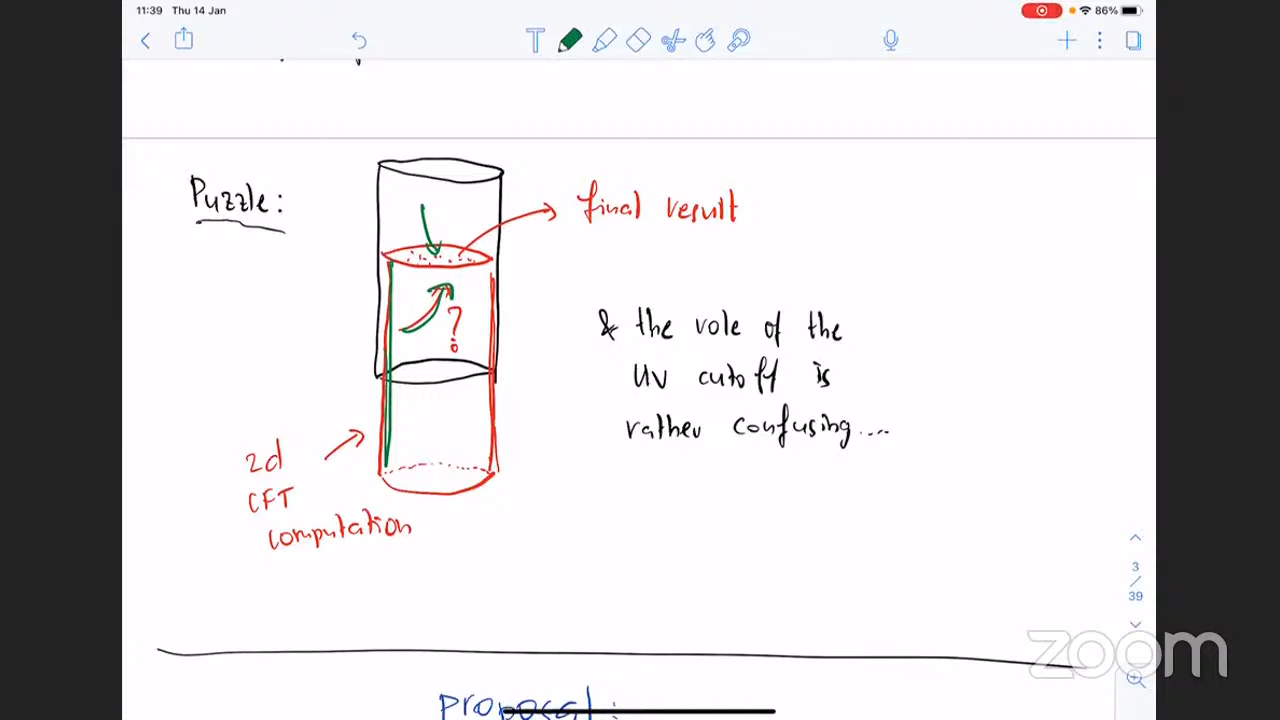 11:39 Thu 14 Jan
86%
Puzzle:
final result
?
& the role of the
UV cutoff is
rather confusing....
2d
CFT
computation
3
/
39
zoom
proposal: